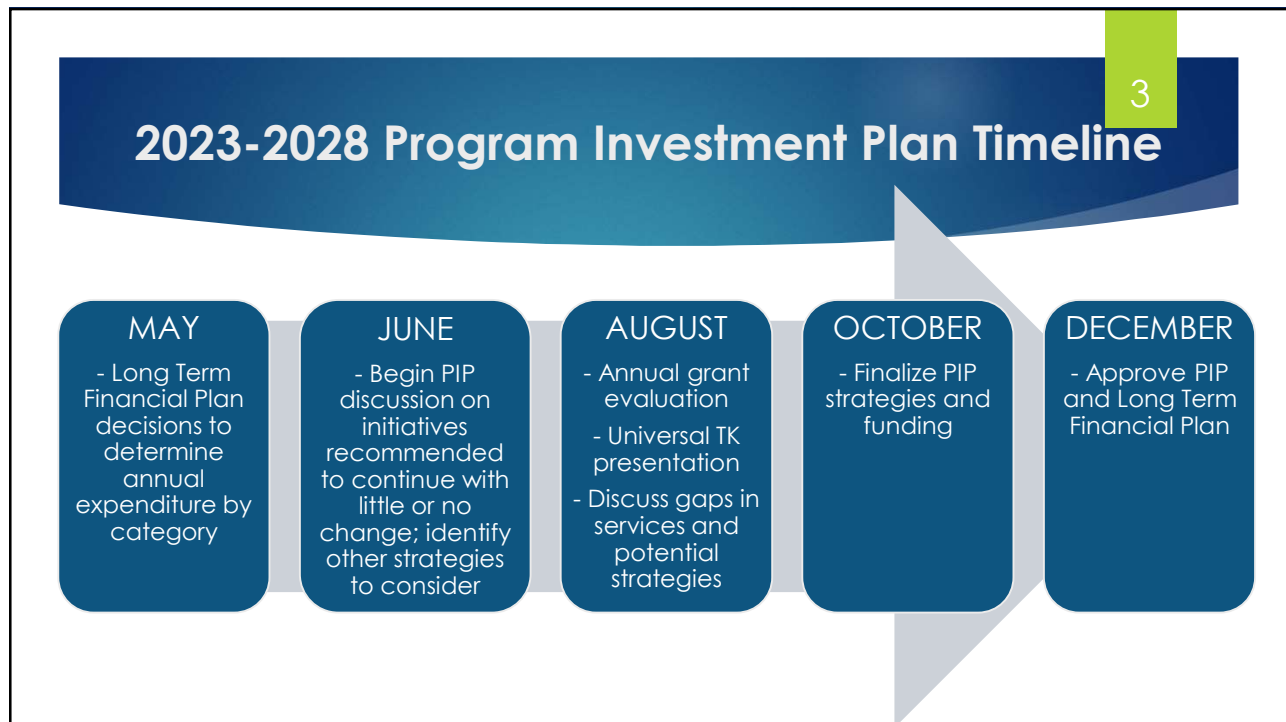 3
2023-2028 Program Investment Plan Timeline
MAY
- Long Term
Financial Plan
decisions to
determine
annual
expenditure by
category
JUNE
- Begin PIP
discussion on
initiatives
recommended
to continue with
little or no
change; identify
other strategies
to consider
AUGUST
- Annual grant
evaluation
- Universal TK
presentation
- Discuss gaps in
services and
potential
strategies
OCTOBER
- Finalize PIP
strategies and
funding
DECEMBER
- Approve PIP
and Long Term
Financial Plan